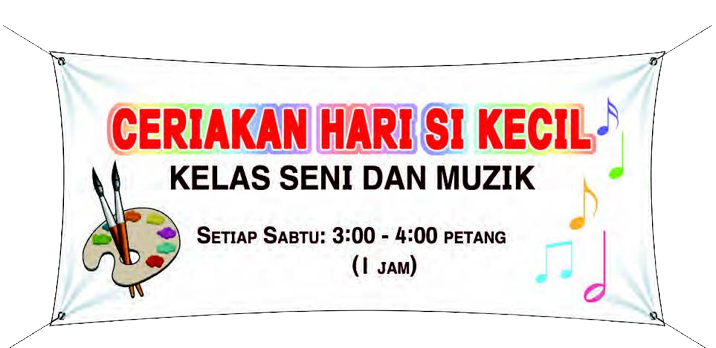 CERIAKAN HARI SI KECIL
KELAS SENI DAN MUZIK
SETIAP SABTU: 3:00 - 4:00 PETANG
(1 JAM)